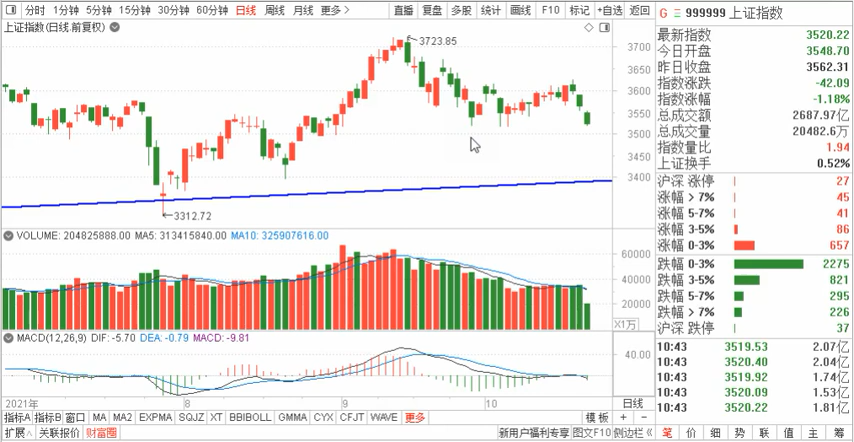 分时 1分钟 5分钟 15分钟 30分钟 60分钟 日线 周线 月线 更多 > 直播 复盘 多股 统计 画线 F10 标记 +自选 返回
G 三 999999 上证指数
上证指数(日线.前复权)
最新指数 3520.22
今日开盘 3548.70
昨日收盘 3562.31
指数涨跌 -42.09
指数涨幅 -1.18%
总成交额 2687.97亿
总成交量 20482.6万
指数量比 1.94
上证换手 0.52%
沪深 涨停 27
涨幅 > 7% 45
涨幅 5-7% 41
涨幅 3-5% 86
涨幅 0-3% 657
跌幅 0-3% 2275
跌幅 3-5% 821
跌幅 5-7% 295
跌幅 > 7% 226
沪深 跌停 37
10:43 3519.53 2.07亿
10:43 3520.40 2.04亿
10:43 3519.92 1.74亿
10:43 3520.09 1.53亿
10:43 3520.22 1.81亿
笔 价 细 势 联 值 主 筹
3723.85
3312.72
3700
3650
3600
3550
3500
3400
VOLUME: 204825888.00 MA5: 313415840.00 MA10: 325907616.00
60000
40000
20000
X1万
MACD(12,26,9) DIF: -5.70 DEA: -0.79 MACD: -9.81
40.00
2021年 8 9 10 日线
指标A 指标B 窗口 MA MA2 EXPMA SQJZ XT BBIBOLL GMMA CYX CFJT WAVE 更多 模板 + −
扩展∧ 关联报价 财富圈 新用户福利专享 图文F10 侧边栏《